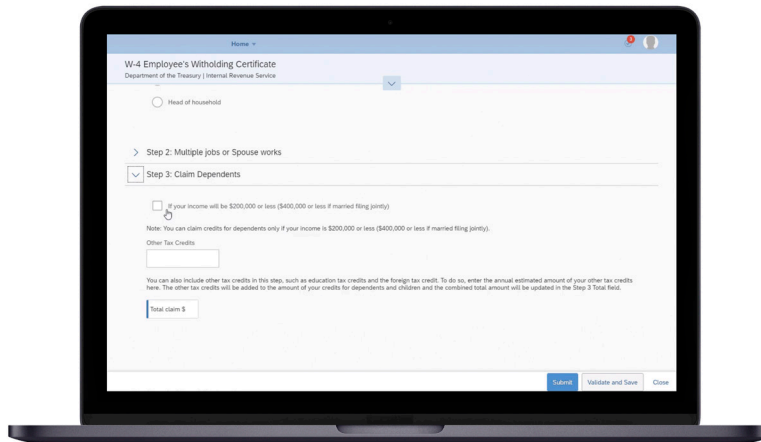 Home
2
W-4 Employee's Witholding Certificate
Department of the Treasury | Internal Revenue Service
Head of household
Step 2: Multiple jobs or Spouse works
Step 3: Claim Dependents
If your income will be $200,000 or less ($400,000 or less if married filing jointly)
Note: You can claim credits for dependents only if your income is $200,000 or less ($400,000 or less if married filing jointly).
Other Tax Credits
You can also include other tax credits in this step, such as education tax credits and the foreign tax credit. To do so, enter the annual estimated amount of your other tax credits
here. The other tax credits will be added to the amount of your credits for dependents and children and the combined total amount will be updated in the Step 3 Total field.
Total claim $
Submit Validate and Save Close